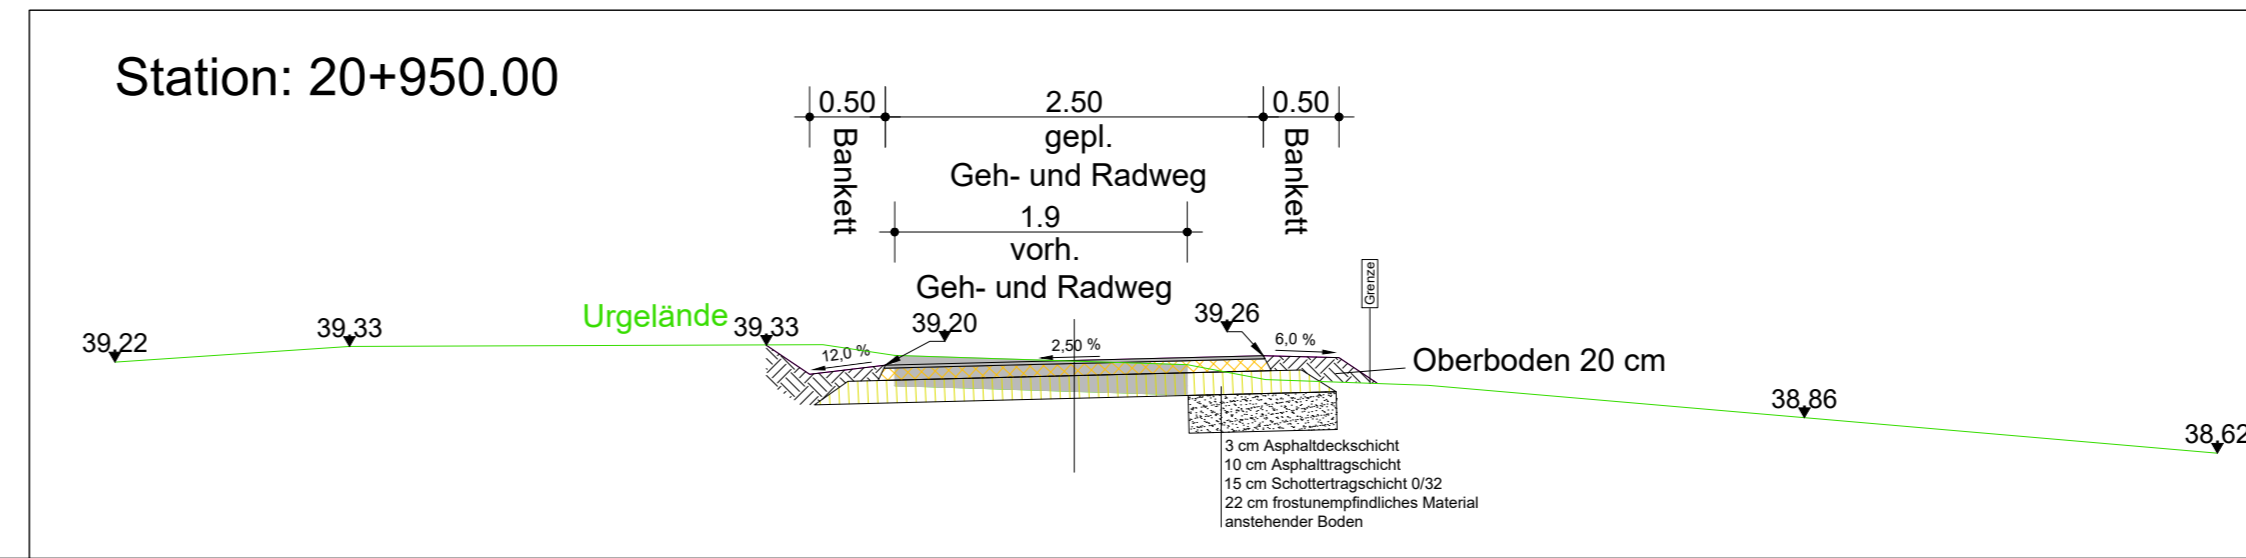 Station: 20+950.00
0.50
2.50
0.50
Bankett
gepl.
Geh- und Radweg
Bankett
1.9
vorh.
Geh- und Radweg
Grenze
Urgelände
39,22
39,33
39,33
39,20
39,26
12,0 %
2,50 %
6,0 %
Oberboden 20 cm
38,86
38,62
3 cm Asphaltdeckschicht
10 cm Asphalttragschicht
15 cm Schottertragschicht 0/32
22 cm frostunempfindliches Material
anstehender Boden